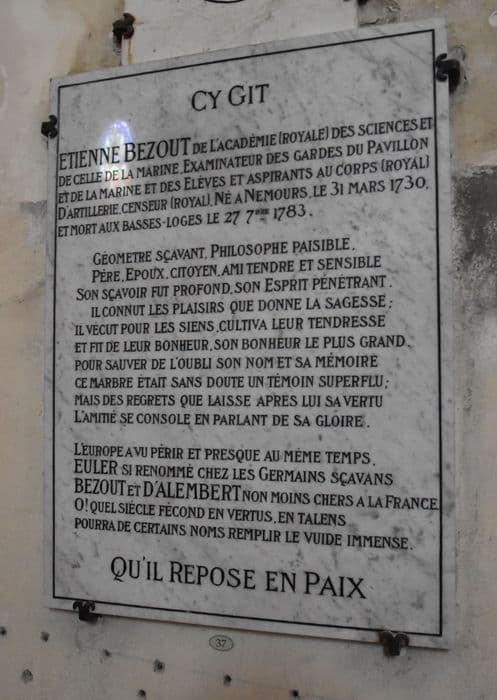 CY GIT
ETIENNE BEZOUT DE L'ACADÉMIE (ROYALE) DES SCIENCES ET
DE CELLE DE LA MARINE, EXAMINATEUR DES GARDES DU PAVILLON
ET DE LA MARINE ET DES ELÈVES ET ASPIRANTS AU CORPS (ROYAL)
D'ARTILLERIE, CENSEUR (ROYAL), NÉ A NEMOURS, LE 31 MARS 1730,
ET MORT AUX BASSES-LOGES LE 27 7BRE 1783.
GÉOMETRE SÇAVANT, PHILOSOPHE PAISIBLE,
PÈRE, EPOUX, CITOYEN, AMI TENDRE ET SENSIBLE
SON SÇAVOIR FUT PROFOND, SON ESPRIT PÉNÉTRANT.
IL CONNUT LES PLAISIRS QUE DONNE LA SAGESSE;
IL VÉCUT POUR LES SIENS, CULTIVA LEUR TENDRESSE
ET FIT DE LEUR BONHEUR, SON BONHEUR LE PLUS GRAND.
POUR SAUVER DE L'OUBLI SON NOM ET SA MÉMOIRE
CE MARBRE ÉTAIT SANS DOUTE UN TÉMOIN SUPERFLU;
MAIS DES REGRETS QUE LAISSE APRÈS LUI SA VERTU
L'AMITIÉ SE CONSOLE EN PARLANT DE SA GLOIRE.
L'EUROPE A VU PÉRIR ET PRESQUE AU MÊME TEMPS,
EULER SI RENOMMÉ CHEZ LES GERMAINS SÇAVANS
BEZOUT ET D'ALEMBERT NON MOINS CHERS A LA FRANCE
O! QUEL SIÈCLE FÉCOND EN VERTUS, EN TALENS
POURRA DE CERTAINS NOMS REMPLIR LE VUIDE IMMENSE.
QU'IL REPOSE EN PAIX
37